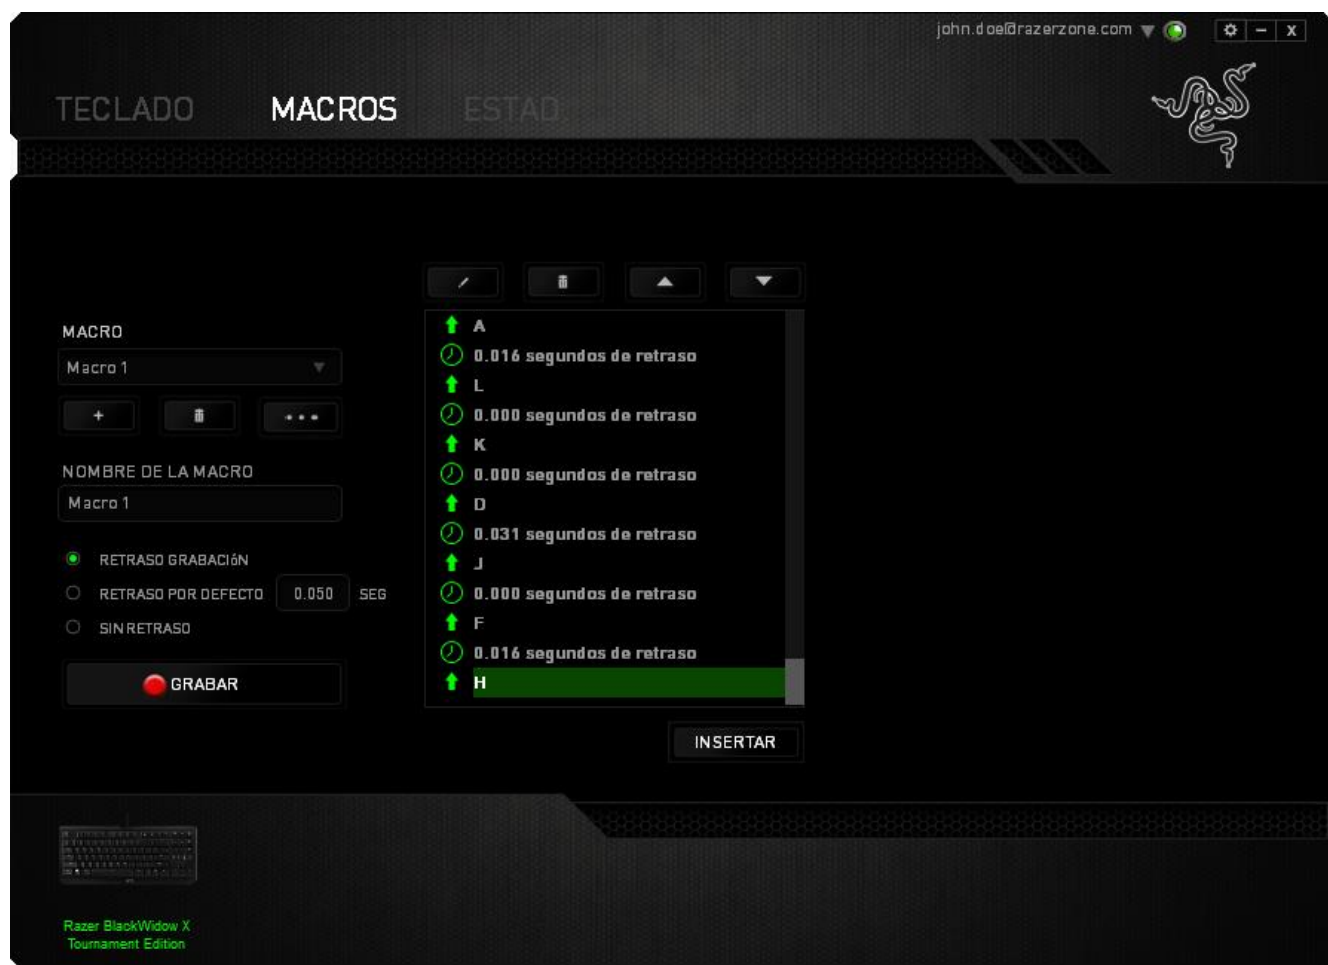 john.doe@razerzone.com
X
TECLADO
MACROS
ESTAD.
MACRO
Macro 1
+
NOMBRE DE LA MACRO
Macro 1
RETRASO GRABACIóN
RETRASO POR DEFECTO 0.050 SEG
SIN RETRASO
GRABAR
A
0.016 segundos de retraso
L
0.000 segundos de retraso
K
0.000 segundos de retraso
D
0.031 segundos de retraso
J
0.000 segundos de retraso
F
0.016 segundos de retraso
H
INSERTAR
Razer BlackWidow X
Tournament Edition